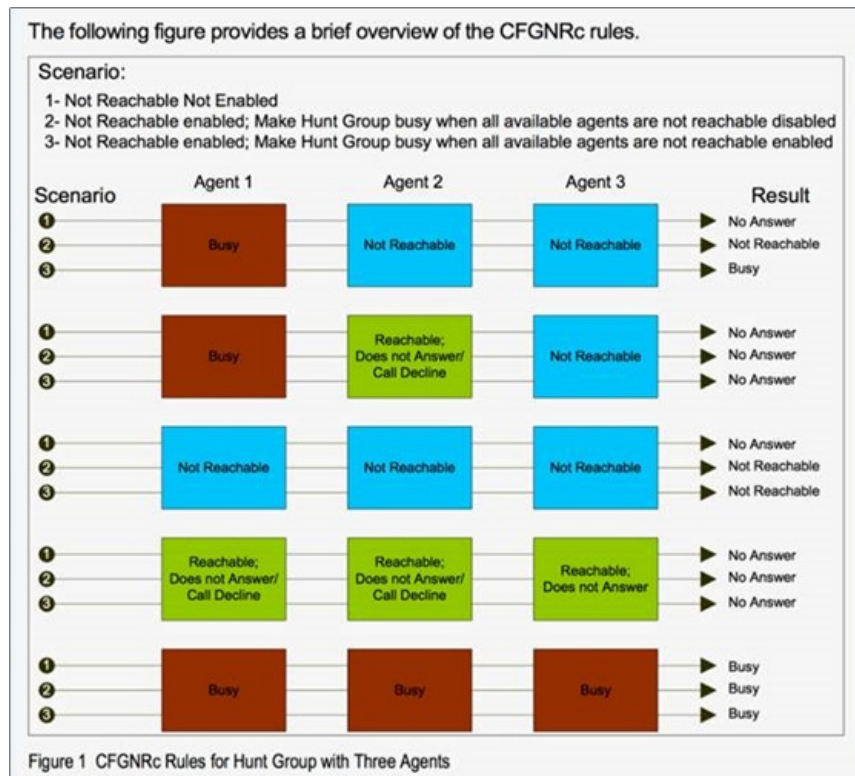 The following figure provides a brief overview of the CFGNRc rules.
Scenario:
1- Not Reachable Not Enabled
2- Not Reachable enabled; Make Hunt Group busy when all available agents are not reachable disabled
3- Not Reachable enabled; Make Hunt Group busy when all available agents are not reachable enabled
Scenario Agent 1 Agent 2 Agent 3 Result
1 No Answer
2 Busy Not Reachable Not Reachable Not Reachable
3 Busy
1 No Answer
2 Busy Reachable; Does not Answer/ Call Decline Not Reachable No Answer
3 No Answer
1 No Answer
2 Not Reachable Not Reachable Not Reachable Not Reachable
3 Not Reachable
1 No Answer
2 Reachable; Does not Answer/ Call Decline Reachable; Does not Answer/ Call Decline Reachable; Does not Answer No Answer
3 No Answer
1 Busy
2 Busy Busy Busy Busy
3 Busy
Figure 1 CFGNRc Rules for Hunt Group with Three Agents